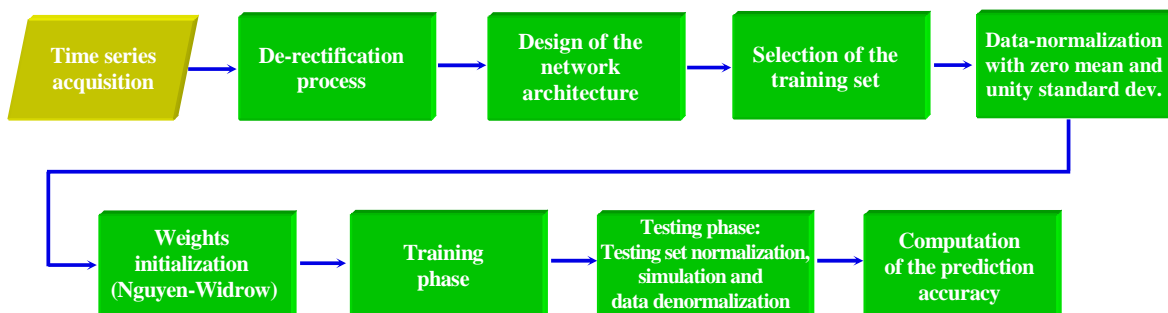 Time series
acquisition
De-rectification
process
Design of the
network
architecture
Selection of the
training set
Data-normalization
with zero mean and
unity standard dev.
Weights
initialization
(Nguyen-Widrow)
Training
phase
Testing phase:
Testing set normalization,
simulation and
data denormalization
Computation
of the prediction
accuracy